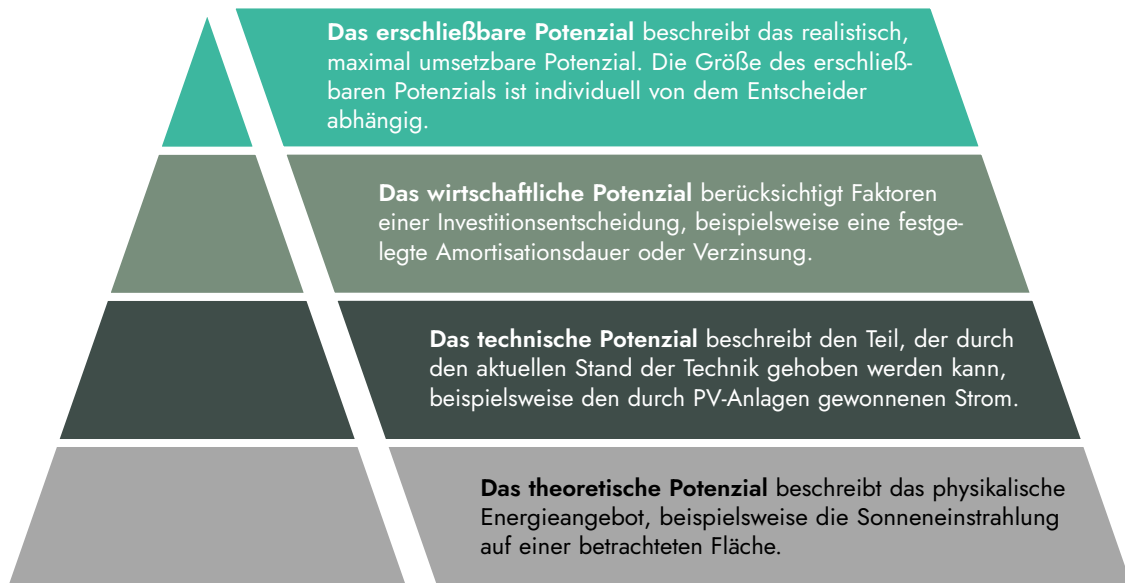 Das erschließbare Potenzial beschreibt das realistisch,
maximal umsetzbare Potenzial. Die Größe des erschließ-
baren Potenzials ist individuell von dem Entscheider
abhängig.
Das wirtschaftliche Potenzial berücksichtigt Faktoren
einer Investitionsentscheidung, beispielsweise eine festge-
legte Amortisationsdauer oder Verzinsung.
Das technische Potenzial beschreibt den Teil, der durch
den aktuellen Stand der Technik gehoben werden kann,
beispielsweise den durch PV-Anlagen gewonnenen Strom.
Das theoretische Potenzial beschreibt das physikalische
Energieangebot, beispielsweise die Sonneneinstrahlung
auf einer betrachteten Fläche.